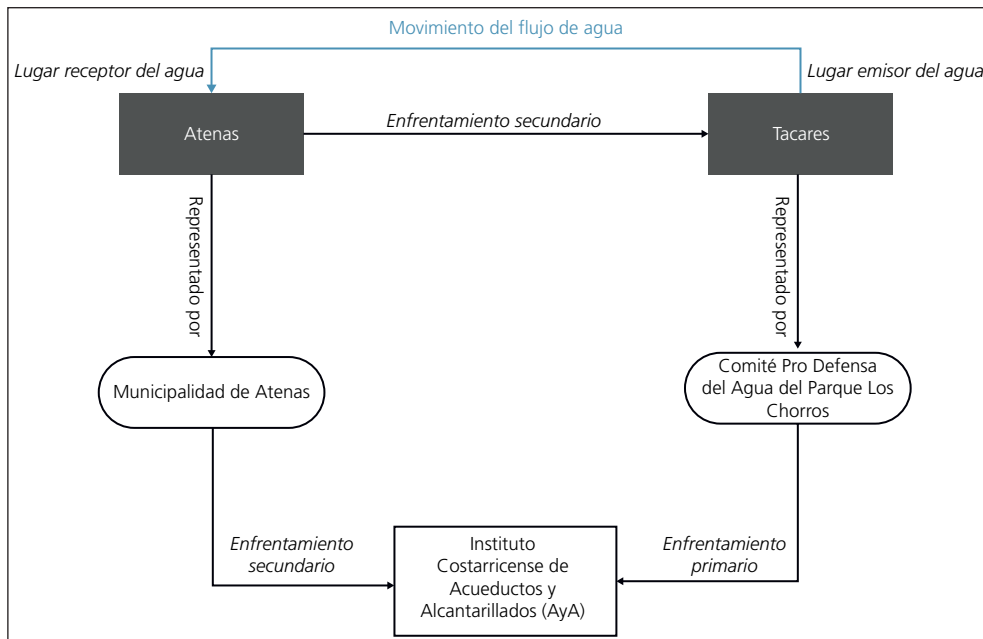 Movimiento del flujo de agua
Lugar receptor del agua
Lugar emisor del agua
Atenas
Enfrentamiento secundario
Tacares
Representado por
Representado por
Municipalidad de Atenas
Comité Pro Defensa
del Agua del Parque Los
Chorros
Enfrentamiento
secundario
Instituto
Costarricense de
Acueductos y
Alcantarillados (AyA)
Enfrentamiento
primario